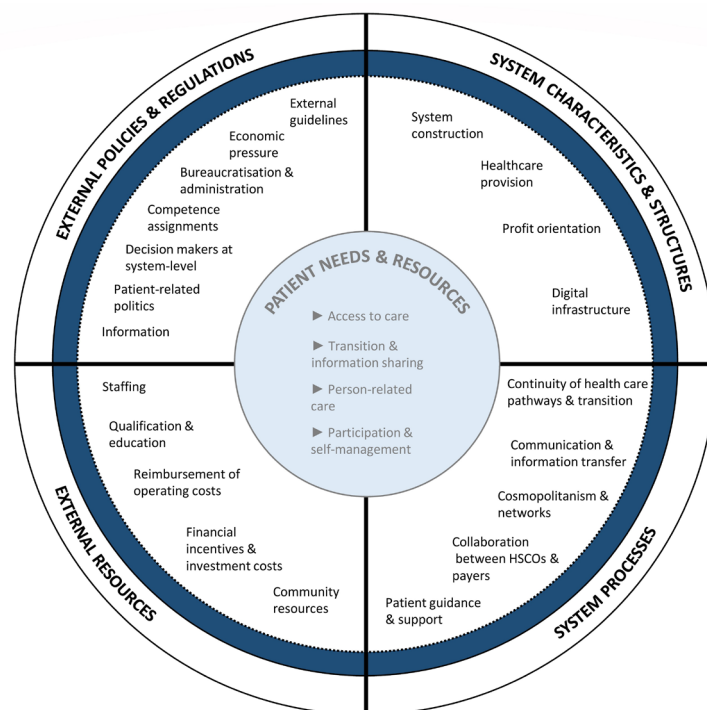 EXTERNAL POLICIES & REGULATIONS
External
guidelines
Economic
pressure
Bureaucratisation &
administration
Competence
assignments
Decision makers at
system-level
Patient-related
politics
Information
SYSTEM CHARACTERISTICS & STRUCTURES
System
construction
Healthcare
provision
Profit orientation
Digital
infrastructure
PATIENT NEEDS & RESOURCES
► Access to care
► Transition &
information sharing
► Person-related
care
► Participation &
self-management
EXTERNAL RESOURCES
Staffing
Qualification &
education
Reimbursement of
operating costs
Financial
incentives &
investment costs
Community
resources
SYSTEM PROCESSES
Continuity of health care
pathways & transition
Communication &
information transfer
Cosmopolitanism &
networks
Collaboration
between HSCOs &
payers
Patient guidance
& support